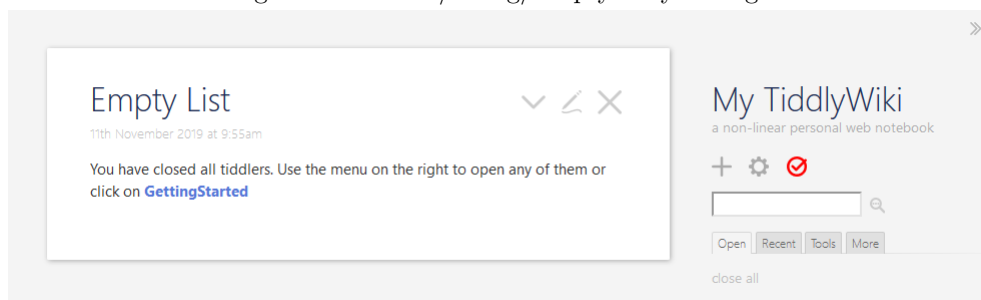 Empty List
11th November 2019 at 9:55am
You have closed all tiddlers. Use the menu on the right to open any of them or
click on GettingStarted
My TiddlyWiki
a non-linear personal web notebook
Open Recent Tools More
close all